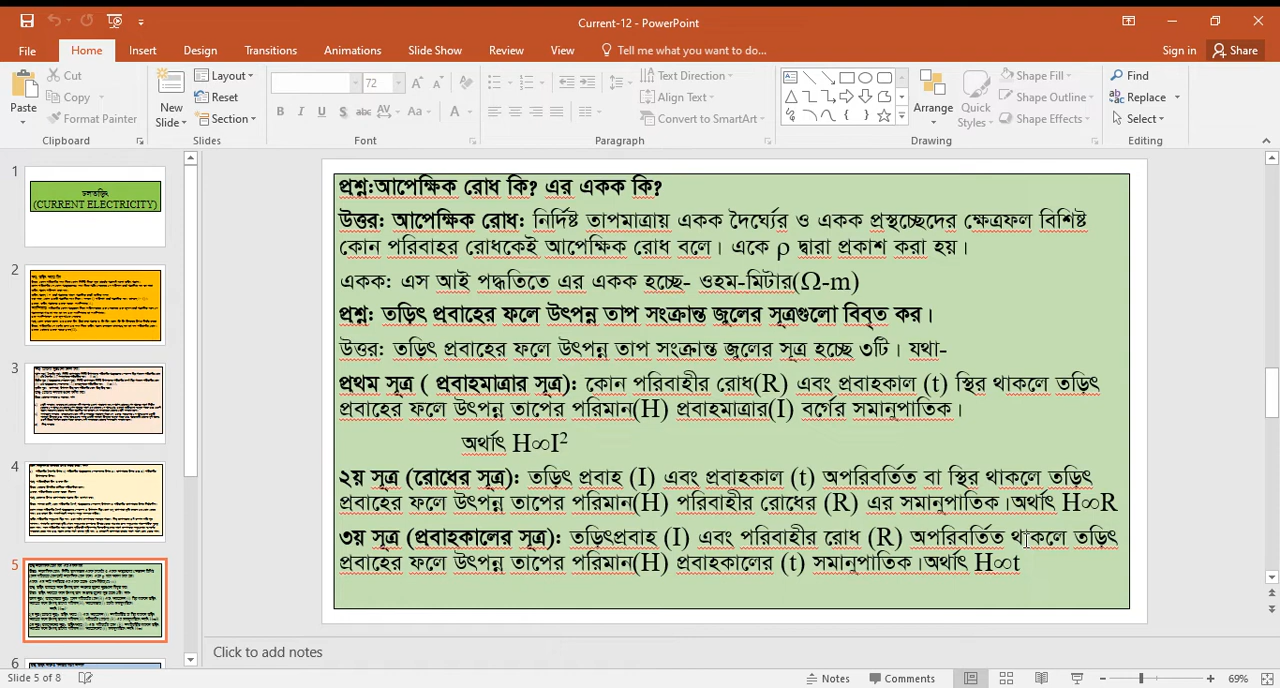 Current-12 - PowerPoint
File Home Insert Design Transitions Animations Slide Show Review View Tell me what you want to do... Sign in Share
Paste Cut Copy Format Painter Clipboard
New Slide Layout Reset Section Slides
72 Font
Text Direction Align Text Convert to SmartArt Paragraph
Arrange Quick Styles Shape Fill Shape Outline Shape Effects Drawing
Find Replace Select Editing
1
চলতড়িৎ
(CURRENT ELECTRICITY)
2
3
4
5
6
প্রশ্ন:আপেক্ষিক রোধ কি? এর একক কি?
উত্তর: আপেক্ষিক রোধ: নির্দিষ্ট তাপমাত্রায় একক দৈর্ঘ্যের ও একক প্রস্থচ্ছেদের ক্ষেত্রফল বিশিষ্ট
কোন পরিবাহর রোধকেই আপেক্ষিক রোধ বলে। একে ρ দ্বারা প্রকাশ করা হয়।
একক: এস আই পদ্ধতিতে এর একক হচ্ছে- ওহম-মিটার(Ω-m)
প্রশ্ন: তড়িৎ প্রবাহের ফলে উৎপন্ন তাপ সংক্রান্ত জুলের সূত্রগুলো বিবৃত কর।
উত্তর: তড়িৎ প্রবাহের ফলে উৎপন্ন তাপ সংক্রান্ত জুলের সূত্র হচ্ছে ৩টি। যথা-
প্রথম সূত্র ( প্রবাহমাত্রার সূত্র): কোন পরিবাহীর রোধ(R) এবং প্রবাহকাল (t) স্থির থাকলে তড়িৎ
প্রবাহের ফলে উৎপন্ন তাপের পরিমান(H) প্রবাহমাত্রার(I) বর্গের সমানুপাতিক।
অর্থাৎ H∞I²
২য় সূত্র (রোধের সূত্র): তড়িৎ প্রবাহ (I) এবং প্রবাহকাল (t) অপরিবর্তিত বা স্থির থাকলে তড়িৎ
প্রবাহের ফলে উৎপন্ন তাপের পরিমান(H) পরিবাহীর রোধের (R) এর সমানুপাতিক।অর্থাৎ H∞R
৩য় সূত্র (প্রবাহকালের সূত্র): তড়িৎপ্রবাহ (I) এবং পরিবাহীর রোধ (R) অপরিবর্তিত থাকলে তড়িৎ
প্রবাহের ফলে উৎপন্ন তাপের পরিমান(H) প্রবাহকালের (t) সমানুপাতিক।অর্থাৎ H∞t
Click to add notes
Slide 5 of 8 Notes Comments 69%